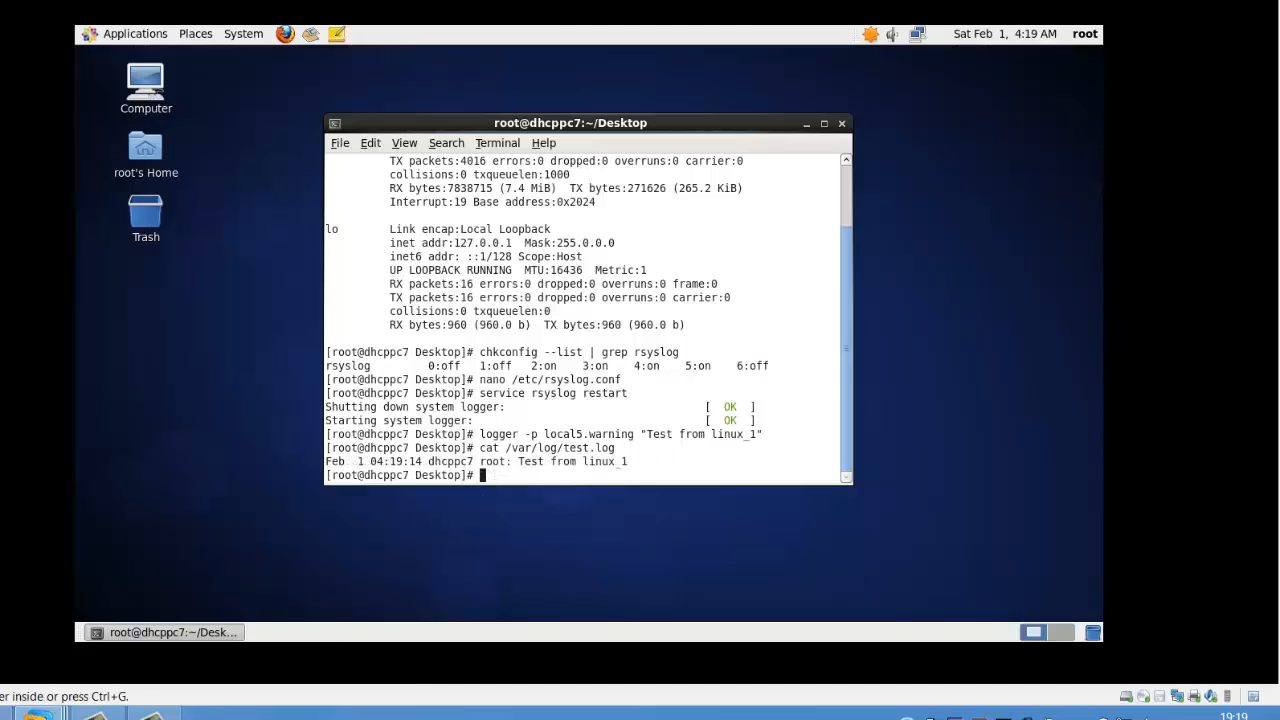 Applications Places System Sat Feb 1, 4:19 AM root
Computer
root's Home
Trash
root@dhcppc7:~/Desktop
File Edit View Search Terminal Help
TX packets:4016 errors:0 dropped:0 overruns:0 carrier:0
collisions:0 txqueuelen:1000
RX bytes:7838715 (7.4 MiB) TX bytes:271626 (265.2 KiB)
Interrupt:19 Base address:0x2024
lo Link encap:Local Loopback
inet addr:127.0.0.1 Mask:255.0.0.0
inet6 addr: ::1/128 Scope:Host
UP LOOPBACK RUNNING MTU:16436 Metric:1
RX packets:16 errors:0 dropped:0 overruns:0 frame:0
TX packets:16 errors:0 dropped:0 overruns:0 carrier:0
collisions:0 txqueuelen:0
RX bytes:960 (960.0 b) TX bytes:960 (960.0 b)
[root@dhcppc7 Desktop]# chkconfig --list | grep rsyslog
rsyslog 0:off 1:off 2:on 3:on 4:on 5:on 6:off
[root@dhcppc7 Desktop]# nano /etc/rsyslog.conf
[root@dhcppc7 Desktop]# service rsyslog restart
Shutting down system logger: [ OK ]
Starting system logger: [ OK ]
[root@dhcppc7 Desktop]# logger -p local5.warning "Test from linux_1"
[root@dhcppc7 Desktop]# cat /var/log/test.log
Feb 1 04:19:14 dhcppc7 root: Test from linux_1
[root@dhcppc7 Desktop]#
root@dhcppc7:~/Desk...
er inside or press Ctrl+G.
19:19